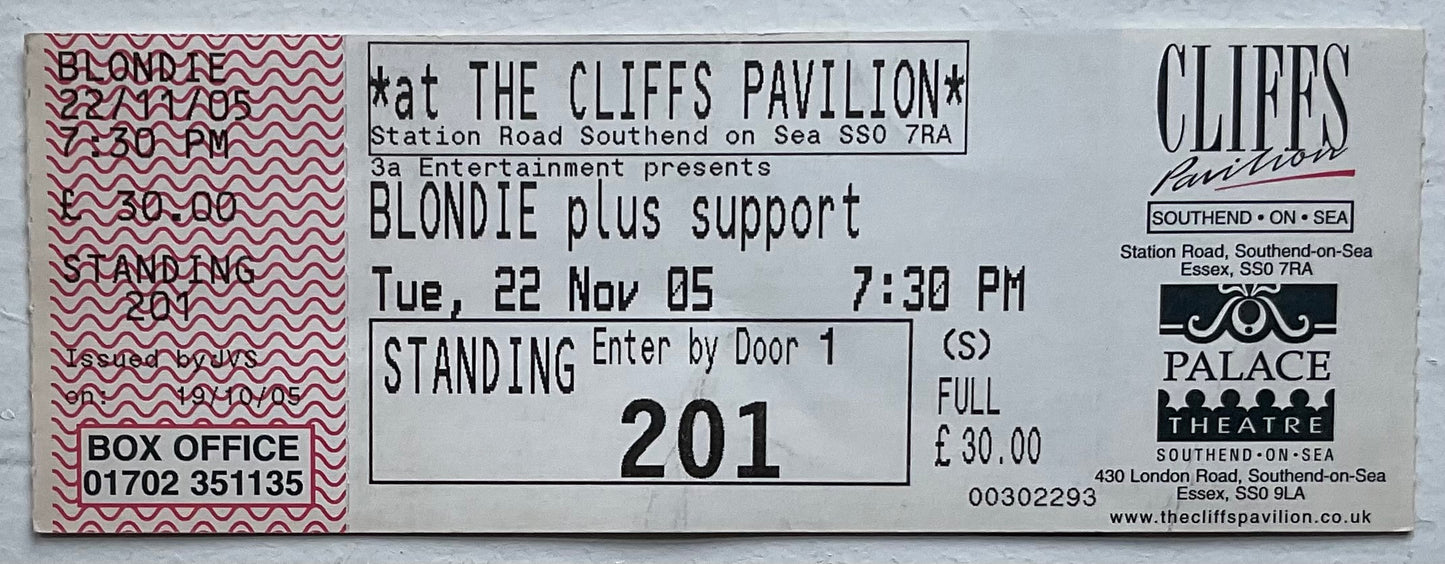 BLONDIE
22/11/05
7:30 PM
£ 30.00
STANDING
201
Issued byJVS
on: 19/10/05
BOX OFFICE
01702 351135
*at THE CLIFFS PAVILION*
Station Road Southend on Sea SS0 7RA
3a Entertainment presents
BLONDIE plus support
Tue, 22 Nov 05 7:30 PM
STANDING Enter by Door 1
201
(S)
FULL
£ 30.00
00302293
CLIFFS
Pavilion
SOUTHEND • ON • SEA
Station Road, Southend-on-Sea
Essex, SS0 7RA
PALACE
THEATRE
SOUTHEND·ON·SEA
430 London Road, Southend-on-Sea
Essex, SS0 9LA
www.thecliffspavilion.co.uk